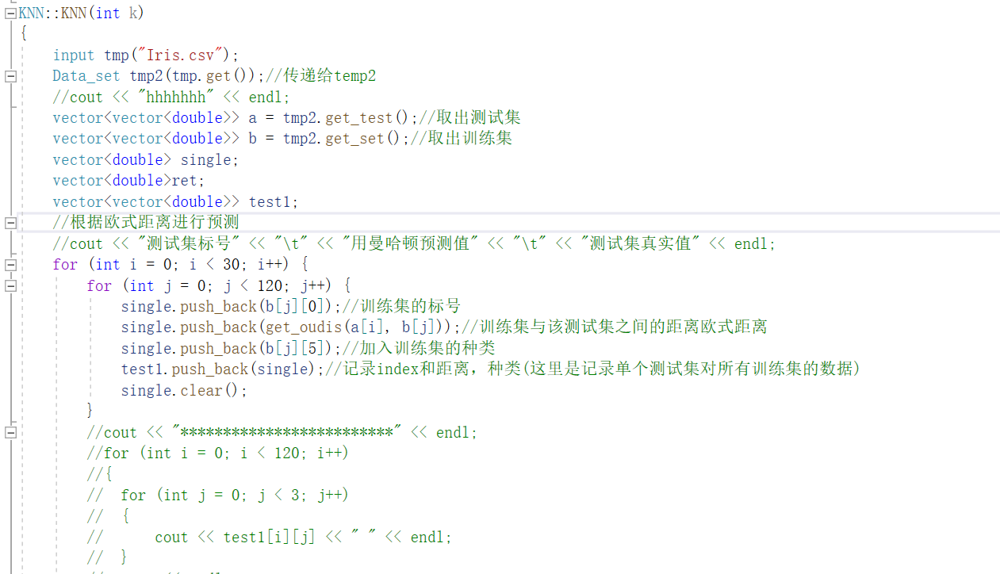 KNN::KNN(int k)
{
    input tmp("Iris.csv");
    Data_set tmp2(tmp.get());//传递给temp2
    //cout << "hhhhhhh" << endl;
    vector<vector<double>> a = tmp2.get_test();//取出测试集
    vector<vector<double>> b = tmp2.get_set();//取出训练集
    vector<double> single;
    vector<double>ret;
    vector<vector<double>> test1;
    //根据欧式距离进行预测
    //cout << "测试集标号" << "\t" << "用曼哈顿预测值" << "\t" << "测试集真实值" << endl;
    for (int i = 0; i < 30; i++) {
        for (int j = 0; j < 120; j++) {
            single.push_back(b[j][0]);//训练集的标号
            single.push_back(get_oudis(a[i], b[j]));//训练集与该测试集之间的距离欧式距离
            single.push_back(b[j][5]);//加入训练集的种类
            test1.push_back(single);//记录index和距离，种类(这里是记录单个测试集对所有训练集的数据)
            single.clear();
        }
        //cout << "*************************" << endl;
        //for (int i = 0; i < 120; i++)
        //{
        //  for (int j = 0; j < 3; j++)
        //  {
        //      cout << test1[i][j] << " " << endl;
        //  }